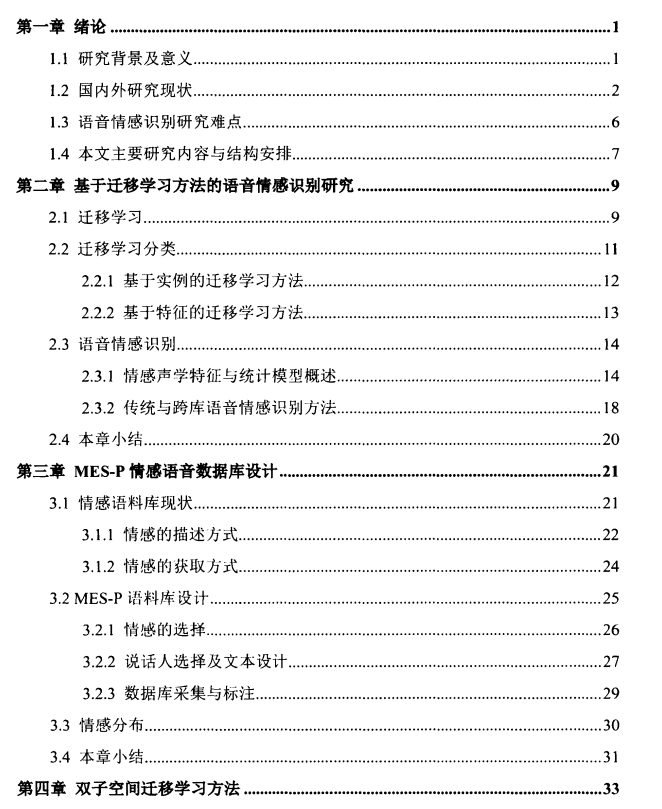 第一章 绪论 1
1.1 研究背景及意义 1
1.2 国内外研究现状 2
1.3 语音情感识别研究难点 6
1.4 本文主要研究内容与结构安排 7
第二章 基于迁移学习方法的语音情感识别研究 9
2.1 迁移学习 9
2.2 迁移学习分类 11
2.2.1 基于实例的迁移学习方法 12
2.2.2 基于特征的迁移学习方法 13
2.3 语音情感识别 14
2.3.1 情感声学特征与统计模型概述 14
2.3.2 传统与跨库语音情感识别方法 18
2.4 本章小结 20
第三章 MES-P 情感语音数据库设计 21
3.1 情感语料库现状 21
3.1.1 情感的描述方式 22
3.1.2 情感的获取方式 24
3.2 MES-P 语料库设计 25
3.2.1 情感的选择 26
3.2.2 说话人选择及文本设计 27
3.2.3 数据库采集与标注 29
3.3 情感分布 30
3.4 本章小结 31
第四章 双子空间迁移学习方法 33